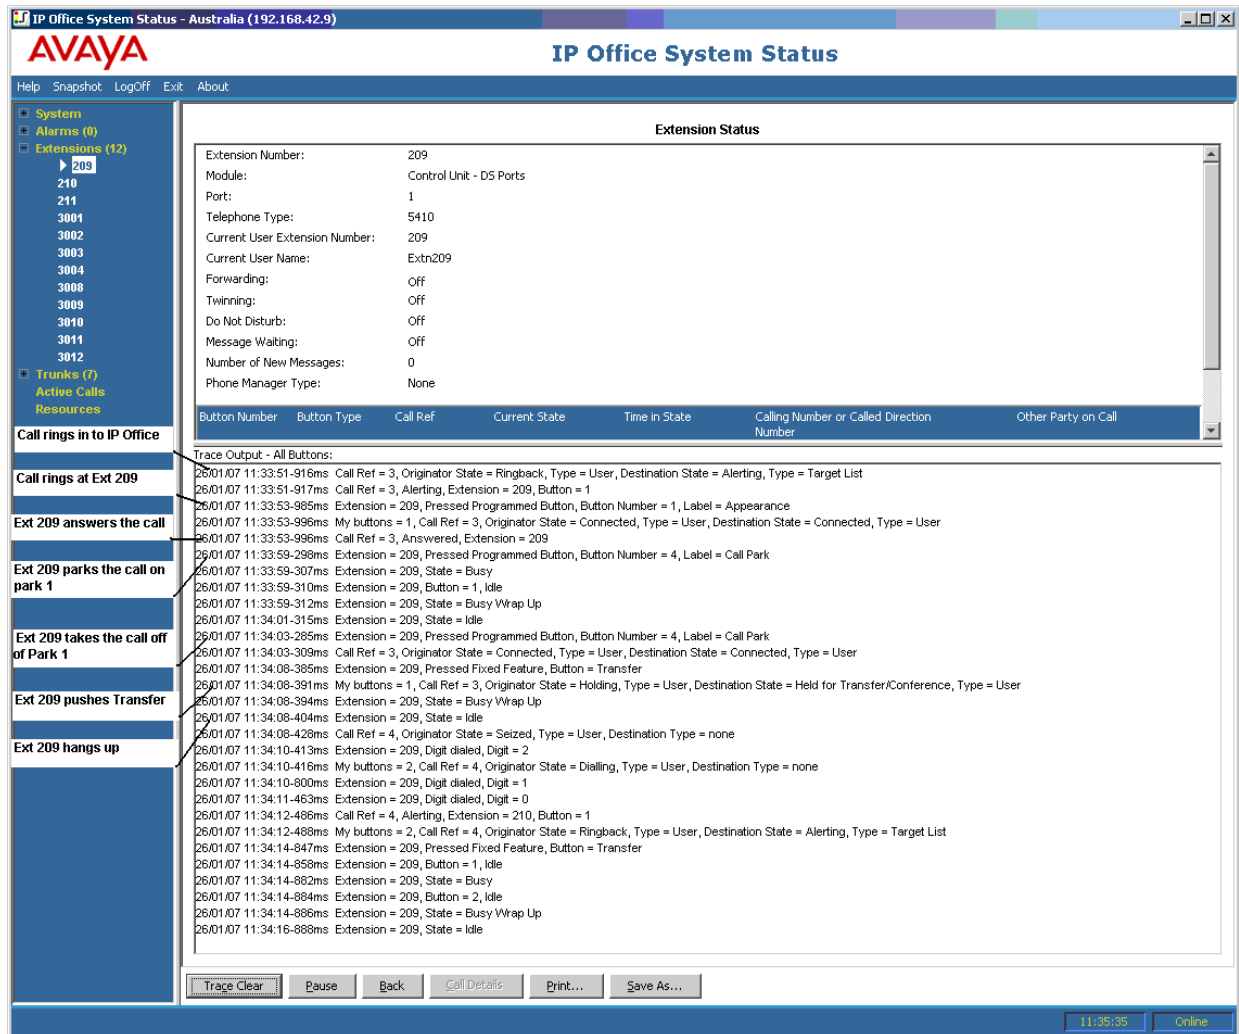 IP Office System Status - Australia (192.168.42.9)
AVAYA
IP Office System Status
Help Snapshot LogOff Exit About
System
Alarms (0)
Extensions (12)
209
210
211
3001
3002
3003
3004
3008
3009
3010
3011
3012
Trunks (7)
Active Calls
Resources
Call rings in to IP Office
Call rings at Ext 209
Ext 209 answers the call
Ext 209 parks the call on
park 1
Ext 209 takes the call off
of Park 1
Ext 209 pushes Transfer
Ext 209 hangs up
Extension Status
Extension Number: 209
Module: Control Unit - DS Ports
Port: 1
Telephone Type: 5410
Current User Extension Number: 209
Current User Name: Extn209
Forwarding: Off
Twinning: Off
Do Not Disturb: Off
Message Waiting: Off
Number of New Messages: 0
Phone Manager Type: None
Button Number Button Type Call Ref Current State Time in State Calling Number or Called Direction Other Party on Call
Number
Trace Output - All Buttons:
26/01/07 11:33:51-916ms Call Ref = 3, Originator State = Ringback, Type = User, Destination State = Alerting, Type = Target List
26/01/07 11:33:51-917ms Call Ref = 3, Alerting, Extension = 209, Button = 1
26/01/07 11:33:53-985ms Extension = 209, Pressed Programmed Button, Button Number = 1, Label = Appearance
26/01/07 11:33:53-996ms My buttons = 1, Call Ref = 3, Originator State = Connected, Type = User, Destination State = Connected, Type = User
26/01/07 11:33:53-996ms Call Ref = 3, Answered, Extension = 209
26/01/07 11:33:59-298ms Extension = 209, Pressed Programmed Button, Button Number = 4, Label = Call Park
26/01/07 11:33:59-307ms Extension = 209, State = Busy
26/01/07 11:33:59-310ms Extension = 209, Button = 1, Idle
26/01/07 11:33:59-312ms Extension = 209, State = Busy Wrap Up
26/01/07 11:34:01-315ms Extension = 209, State = Idle
26/01/07 11:34:03-285ms Extension = 209, Pressed Programmed Button, Button Number = 4, Label = Call Park
26/01/07 11:34:03-309ms Call Ref = 3, Originator State = Connected, Type = User, Destination State = Connected, Type = User
26/01/07 11:34:08-385ms Extension = 209, Pressed Fixed Feature, Button = Transfer
26/01/07 11:34:08-391ms My buttons = 1, Call Ref = 3, Originator State = Holding, Type = User, Destination State = Held for Transfer/Conference, Type = User
26/01/07 11:34:08-394ms Extension = 209, State = Busy Wrap Up
26/01/07 11:34:08-404ms Extension = 209, State = Idle
26/01/07 11:34:08-428ms Call Ref = 4, Originator State = Seized, Type = User, Destination Type = none
26/01/07 11:34:10-413ms Extension = 209, Digit dialed, Digit = 2
26/01/07 11:34:10-416ms My buttons = 2, Call Ref = 4, Originator State = Dialling, Type = User, Destination Type = none
26/01/07 11:34:10-800ms Extension = 209, Digit dialed, Digit = 1
26/01/07 11:34:11-463ms Extension = 209, Digit dialed, Digit = 0
26/01/07 11:34:12-486ms Call Ref = 4, Alerting, Extension = 210, Button = 1
26/01/07 11:34:12-488ms My buttons = 2, Call Ref = 4, Originator State = Ringback, Type = User, Destination State = Alerting, Type = Target List
26/01/07 11:34:14-847ms Extension = 209, Pressed Fixed Feature, Button = Transfer
26/01/07 11:34:14-858ms Extension = 209, Button = 1, Idle
26/01/07 11:34:14-882ms Extension = 209, State = Busy
26/01/07 11:34:14-884ms Extension = 209, Button = 2, Idle
26/01/07 11:34:14-886ms Extension = 209, State = Busy Wrap Up
26/01/07 11:34:16-888ms Extension = 209, State = Idle
Trace Clear Pause Back Call Details Print... Save As...
11:35:35 Online